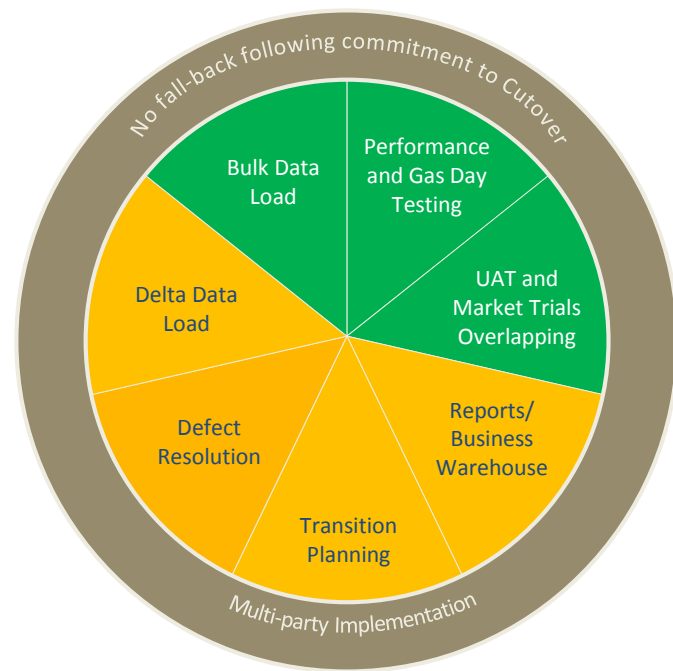 No fall-back following commitment to Cutover
Performance
and Gas Day
Testing
UAT and
Market Trials
Overlapping
Reports/
Business
Warehouse
Transition
Planning
Defect
Resolution
Delta Data
Load
Bulk Data
Load
Multi-party Implementation